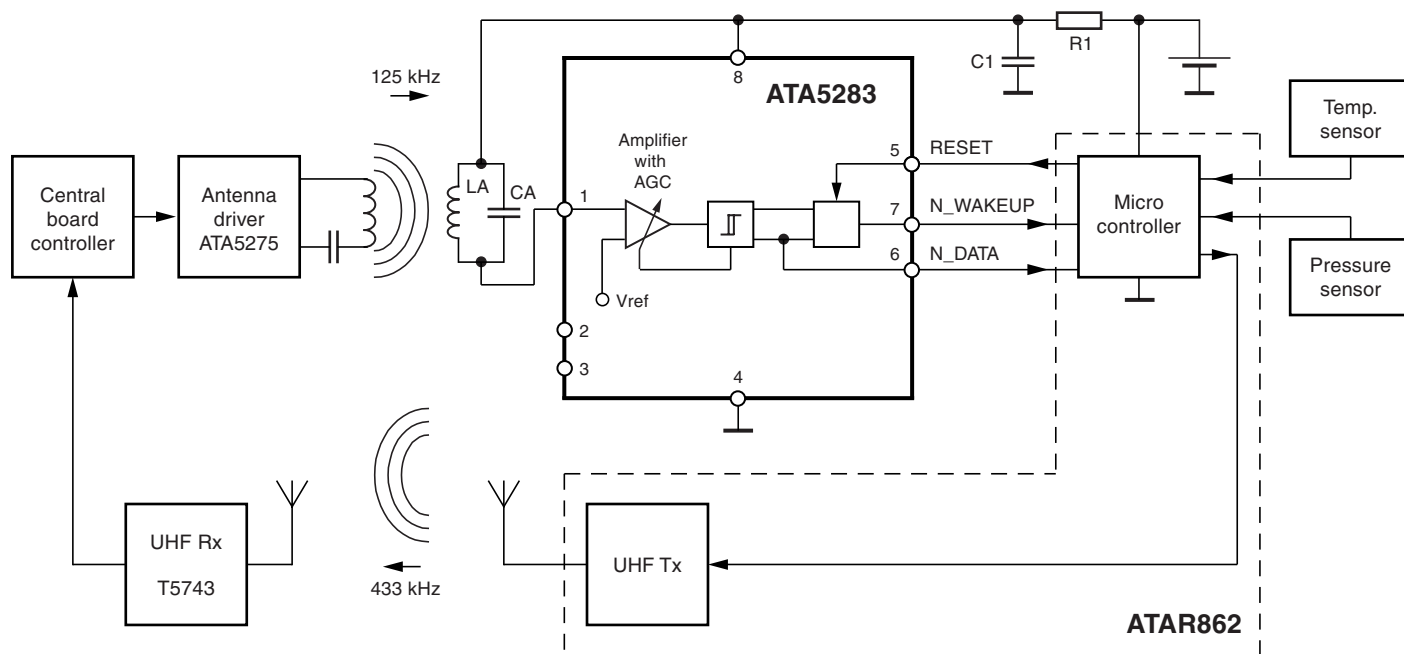 125 kHz
8
ATA5283
C1
R1
Temp.
sensor
Central
board
controller
Antenna
driver
ATA5275
LA
CA
1
Amplifier
with
AGC
Vref
5
RESET
7
N_WAKEUP
6
N_DATA
Micro
controller
Pressure
sensor
2
3
4
UHF Rx
T5743
433 kHz
UHF Tx
ATAR862